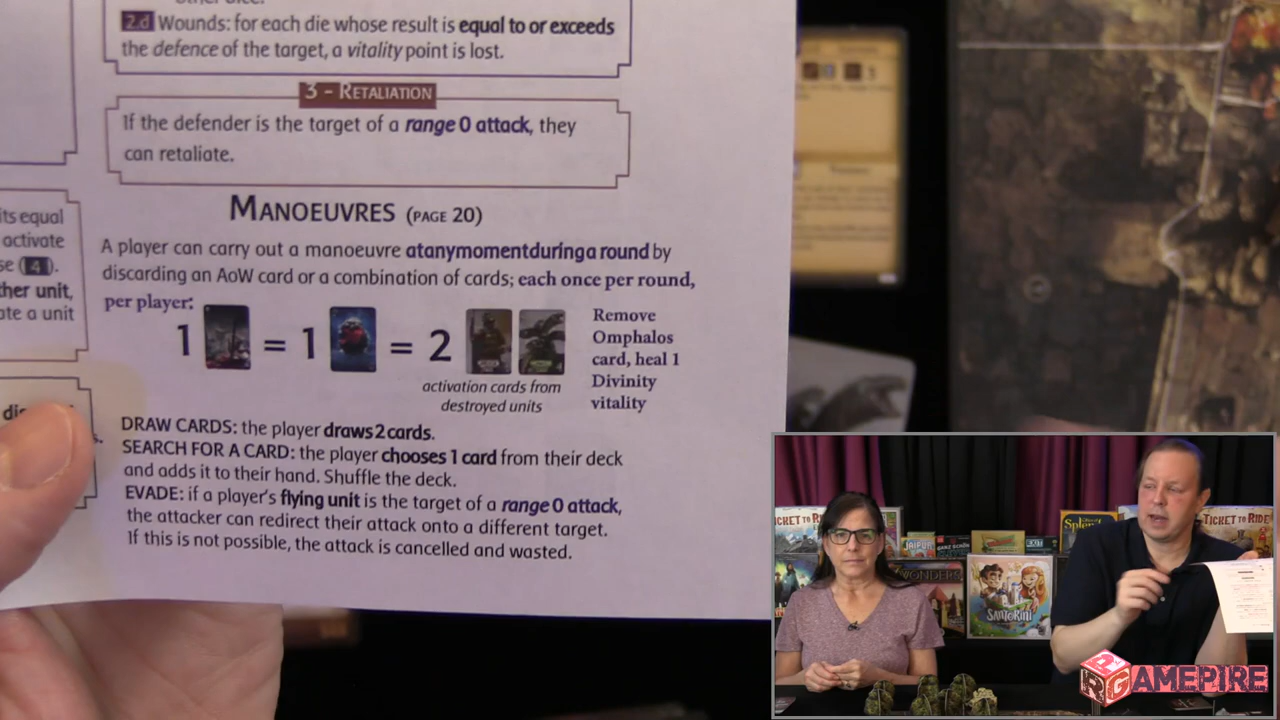 2.d Wounds: for each die whose result is equal to or exceeds
the defence of the target, a vitality point is lost.
3 - RETALIATION
If the defender is the target of a range 0 attack, they
can retaliate.
MANOEUVRES (PAGE 20)
A player can carry out a manoeuvre atanymomentduringa round by
discarding an AoW card or a combination of cards; each once per round,
per player:
1 = 1 = 2
Remove
Omphalos
card, heal 1
Divinity
vitality
activation cards from
destroyed units
DRAW CARDS: the player draws2cards.
SEARCH FOR A CARD: the player chooses 1 card from their deck
and adds it to their hand. Shuffle the deck.
EVADE: if a player's flying unit is the target of a range 0 attack,
the attacker can redirect their attack onto a different target.
If this is not possible, the attack is cancelled and wasted.
its equal
activate
se (4).
ther unit,
ate a unit
TICKET TO RIDE
JAIPUR
GANZ SCHÖN
EXIT
Splendor
TICKET TO RIDE
WONDERS
SANTORINI
RG GAMEPIRE